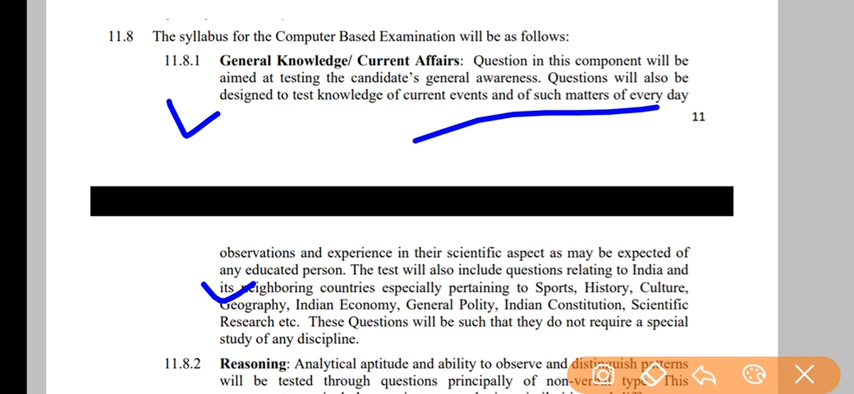 11.8 The syllabus for the Computer Based Examination will be as follows:
11.8.1 General Knowledge/ Current Affairs: Question in this component will be
aimed at testing the candidate's general awareness. Questions will also be
designed to test knowledge of current events and of such matters of every day
11
observations and experience in their scientific aspect as may be expected of
any educated person. The test will also include questions relating to India and
its neighboring countries especially pertaining to Sports, History, Culture,
Geography, Indian Economy, General Polity, Indian Constitution, Scientific
Research etc. These Questions will be such that they do not require a special
study of any discipline.
11.8.2 Reasoning: Analytical aptitude and ability to observe and distinguish patterns
will be tested through questions principally of non-verbal type. This